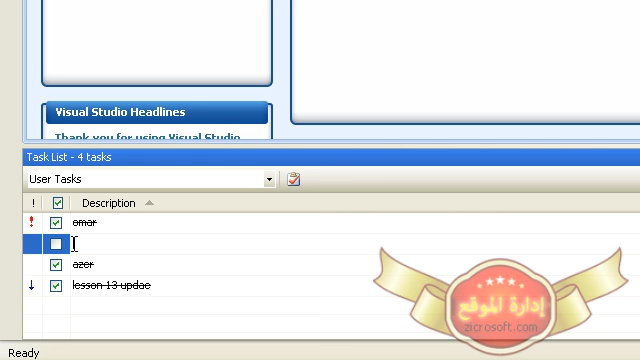 Visual Studio Headlines
Thank you for using Visual Studio
Task List - 4 tasks
User Tasks
! Description
omar
azer
lesson 13 updao
إدارة الموقع
zicrosoft.com
Ready